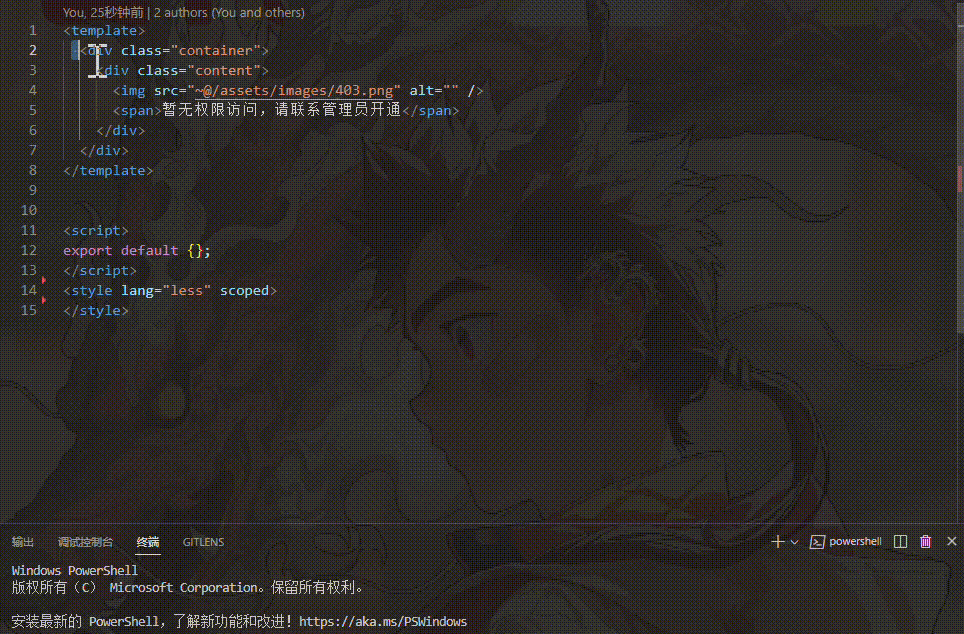 You, 25秒钟前 | 2 authors (You and others)
1 <template>
2 <div class="container">
3 <div class="content">
4 <img src="~@/assets/images/403.png" alt="" />
5 <span>暂无权限访问，请联系管理员开通</span>
6 </div>
7 </div>
8 </template>
9
10
11 <script>
12 export default {};
13 </script>
14 <style lang="less" scoped>
15 </style>
输出 调试控制台 终端 GITLENS powershell
Windows PowerShell
版权所有（C） Microsoft Corporation。保留所有权利。
安装最新的 PowerShell，了解新功能和改进！https://aka.ms/PSWindows